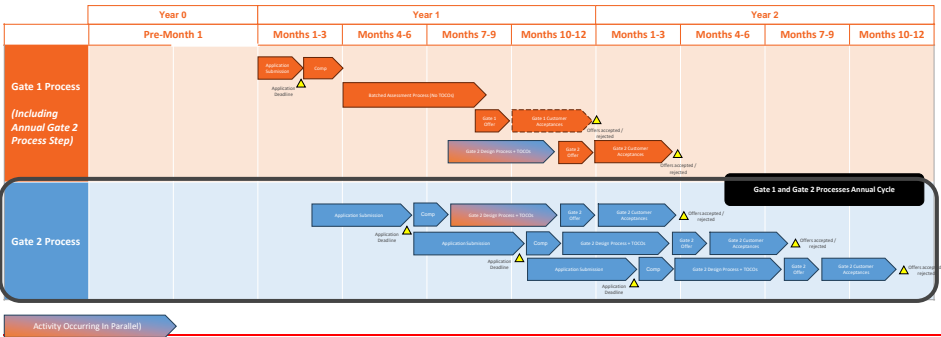 Year 0
Year 1
Year 2
Pre-Month 1
Months 1-3
Months 4-6
Months 7-9
Months 10-12
Months 1-3
Months 4-6
Months 7-9
Months 10-12
Gate 1 Process
(Including
Annual Gate 2
Process Step)
Application
Submission
Comp
Application
Deadline
Batched Assessment Process (No TOCOs)
Gate 1
Offer
Gate 1 Customer
Acceptances
Offers accepted /
rejected
Gate 2 Design Process + TOCOs
Gate 2
Offer
Gate 2 Customer
Acceptances
Offers accepted /
rejected
Gate 1 and Gate 2 Processes Annual Cycle
Gate 2 Process
Application Submission
Comp
Gate 2 Design Process + TOCOs
Gate 2
Offer
Gate 2 Customer
Acceptances
Offers accepted /
rejected
Application
Deadline
Application Submission
Comp
Gate 2 Design Process + TOCOs
Gate 2
Offer
Gate 2 Customer
Acceptances
Offers accepted /
rejected
Application
Deadline
Application Submission
Comp
Gate 2 Design Process + TOCOs
Gate 2
Offer
Gate 2 Customer
Acceptances
Offers accepted /
rejected
Application
Deadline
Activity Occurring In Parallel)